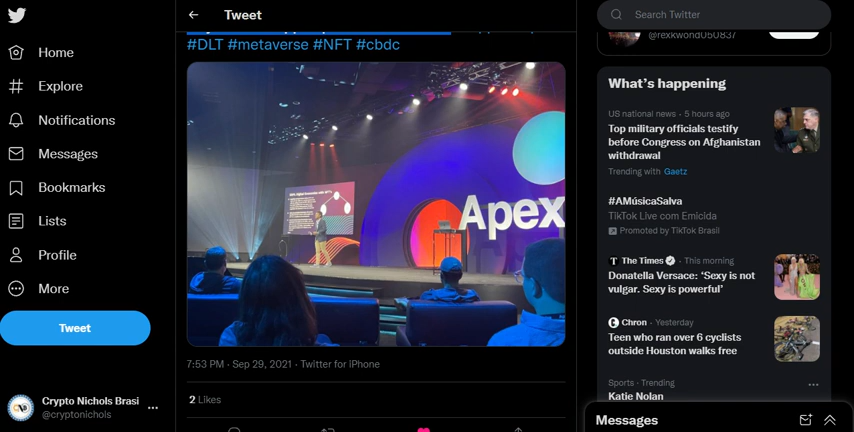 Tweet
Search Twitter
@rexkwond050837
#DLT #metaverse #NFT #cbdc
Home
Explore
Notifications
Messages
Bookmarks
Lists
Profile
More
Tweet
Crypto Nichols Brasi
@cryptonichols
Apex
7:53 PM · Sep 29, 2021 · Twitter for iPhone
2 Likes
What's happening
US national news · 5 hours ago
Top military officials testify
before Congress on Afghanistan
withdrawal
Trending with Gaetz
#AMúsicaSalva
TikTok Live com Emicida
Promoted by TikTok Brasil
The Times · This morning
Donatella Versace: ‘Sexy is not
vulgar. Sexy is powerful’
Chron · Yesterday
Teen who ran over 6 cyclists
outside Houston walks free
Sports · Trending
Katie Nolan
Messages